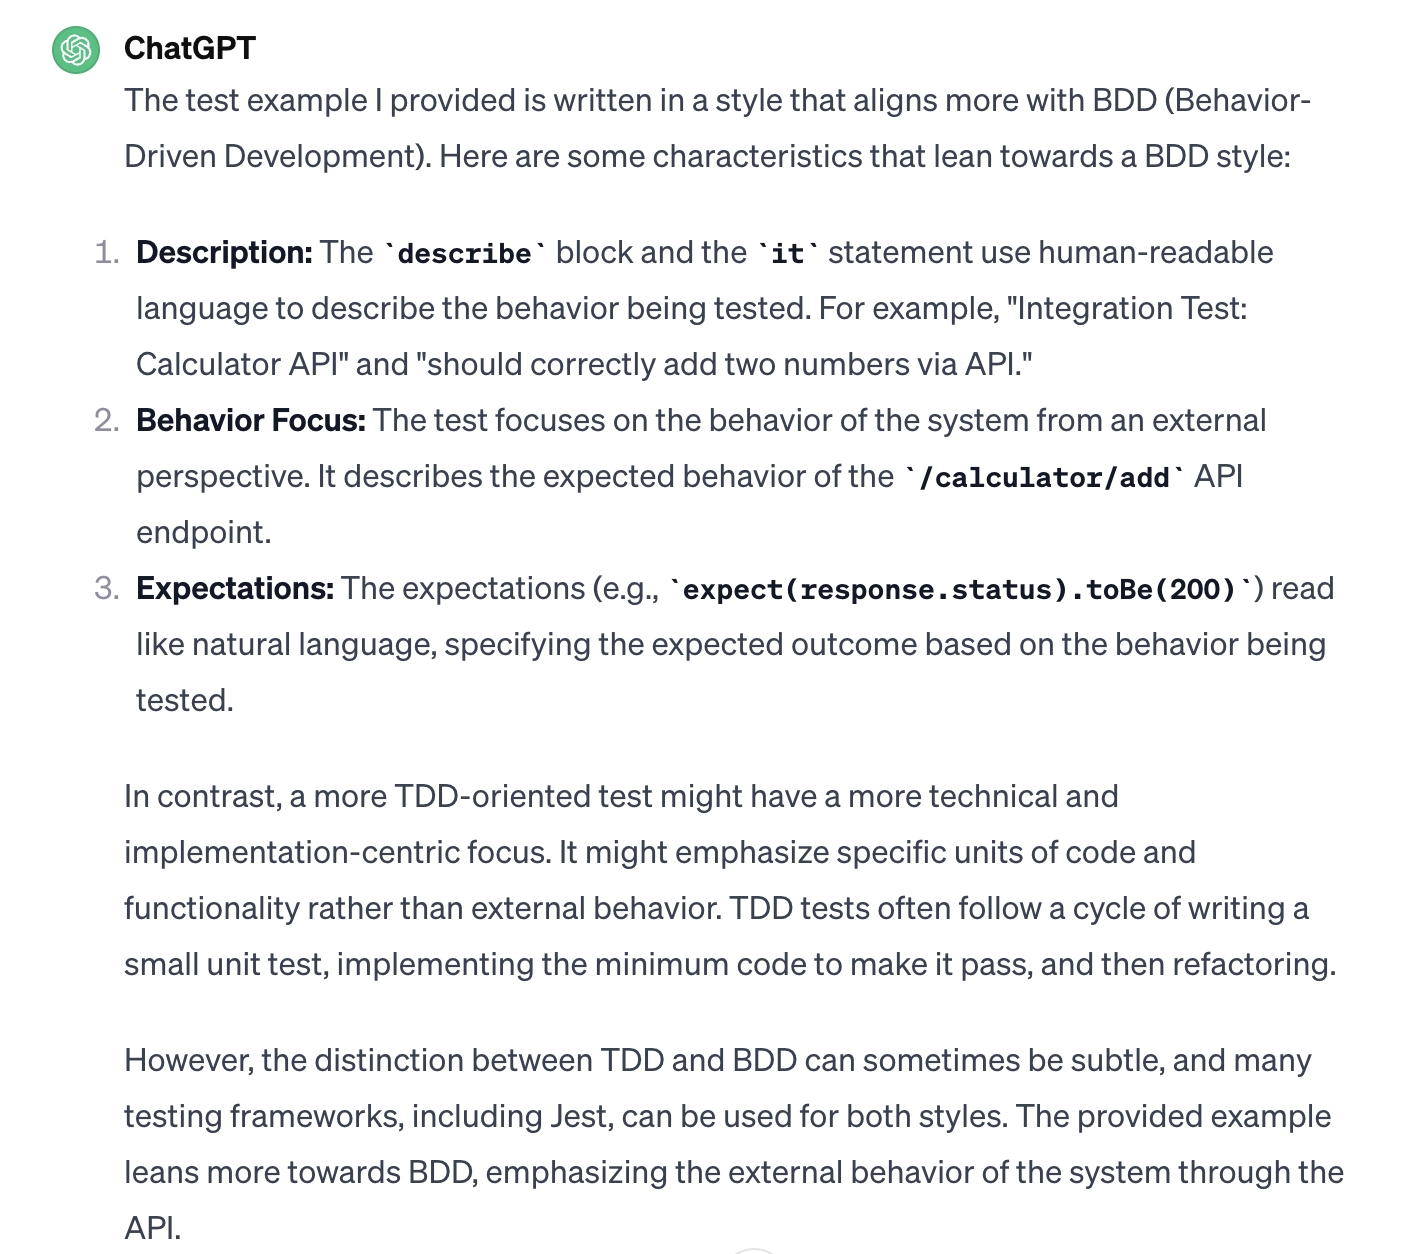 ChatGPT
The test example I provided is written in a style that aligns more with BDD (Behavior-
Driven Development). Here are some characteristics that lean towards a BDD style:
1. Description: The `describe` block and the `it` statement use human-readable
language to describe the behavior being tested. For example, "Integration Test:
Calculator API" and "should correctly add two numbers via API."
2. Behavior Focus: The test focuses on the behavior of the system from an external
perspective. It describes the expected behavior of the `/calculator/add` API
endpoint.
3. Expectations: The expectations (e.g., `expect(response.status).toBe(200)`) read
like natural language, specifying the expected outcome based on the behavior being
tested.
In contrast, a more TDD-oriented test might have a more technical and
implementation-centric focus. It might emphasize specific units of code and
functionality rather than external behavior. TDD tests often follow a cycle of writing a
small unit test, implementing the minimum code to make it pass, and then refactoring.
However, the distinction between TDD and BDD can sometimes be subtle, and many
testing frameworks, including Jest, can be used for both styles. The provided example
leans more towards BDD, emphasizing the external behavior of the system through the
API.